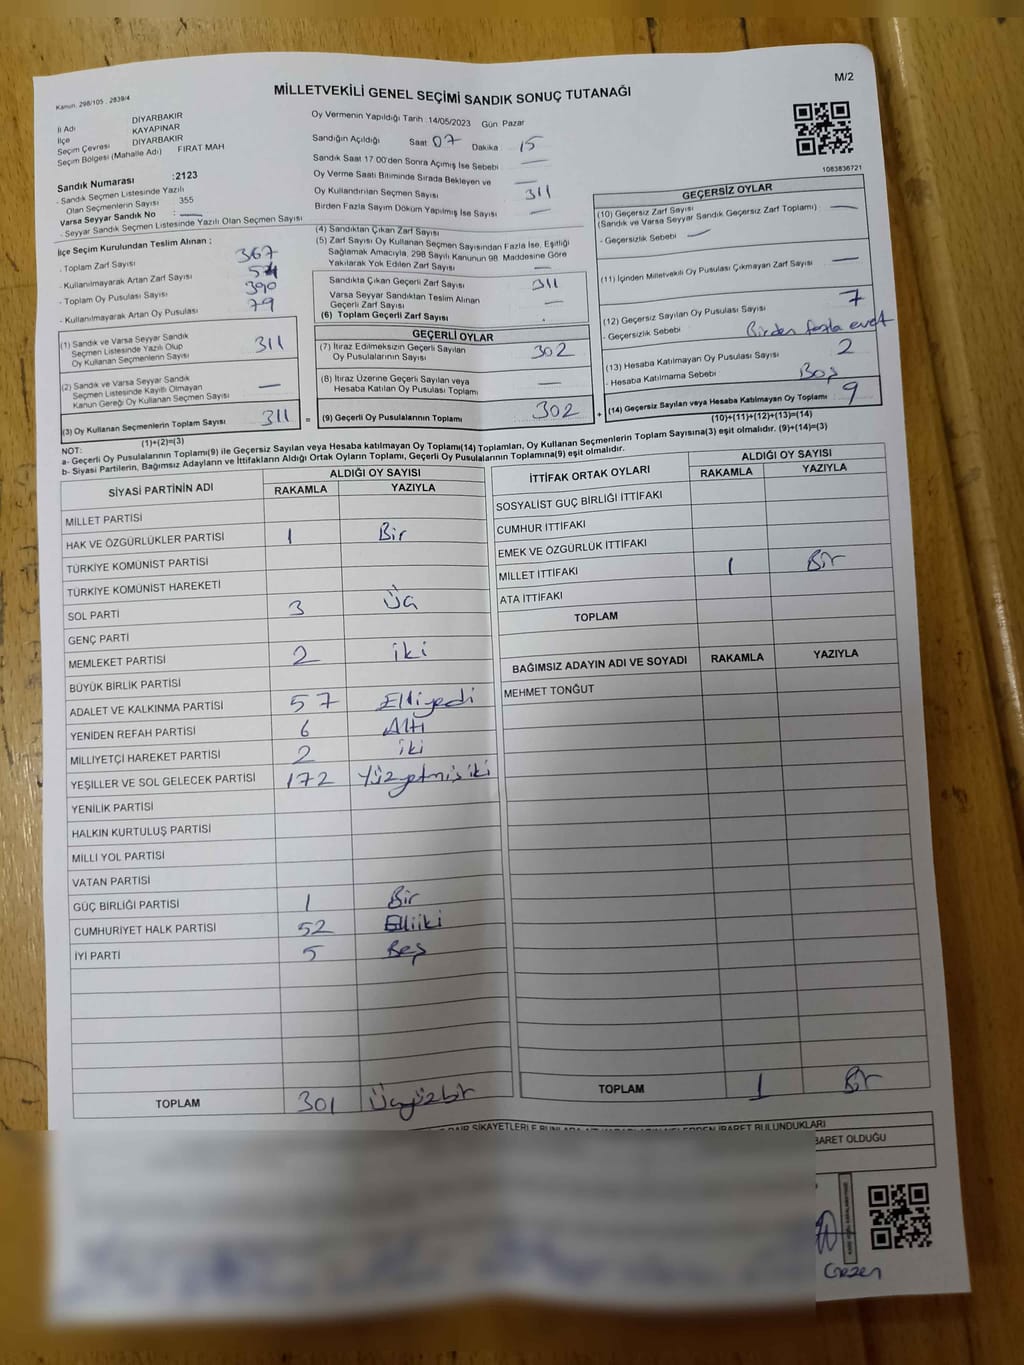 Kanun. 298/105 . 2839/4
MİLLETVEKİLİ GENEL SEÇİMİ SANDIK SONUÇ TUTANAĞI
M/2
İl Adı DİYARBAKIR
İlçe KAYAPINAR
Seçim Çevresi DİYARBAKIR
Seçim Bölgesi (Mahalle Adı) FIRAT MAH
Sandık Numarası :2123
- Sandık Seçmen Listesinde Yazılı
Olan Seçmenlerin Sayısı 355
Varsa Seyyar Sandık No :
- Seyyar Sandık Seçmen Listesinde Yazılı Olan Seçmen Sayısı
Oy Vermenin Yapıldığı Tarih :14/05/2023 Gün Pazar
Sandığın Açıldığı Saat 07 Dakika : 15
Sandık Saat 17.00'den Sonra Açılmış İse Sebebi —
Oy Verme Saati Bitiminde Sırada Bekleyen ve —
Oy Kullandırılan Seçmen Sayısı 311
Birden Fazla Sayım Döküm Yapılmış İse Sayısı —
1083836721
İlçe Seçim Kurulundan Teslim Alınan ;
- Toplam Zarf Sayısı 367
- Kullanılmayarak Artan Zarf Sayısı
- Toplam Oy Pusulası Sayısı 390
- Kullanılmayarak Artan Oy Pusulası Sayısı 79
(1) Sandık ve Varsa Seyyar Sandık
Seçmen Listesinde Yazılı Olup
Oy Kullanan Seçmenlerin Sayısı 311
(2) Sandık ve Varsa Seyyar Sandık
Seçmen Listesinde Kayıtlı Olmayan
Kanun Gereği Oy Kullanan Seçmen Sayısı —
(3) Oy Kullanan Seçmenlerin Toplam Sayısı 311
(1)+(2)=(3)
(4) Sandıktan Çıkan Zarf Sayısı
(5) Zarf Sayısı Oy Kullanan Seçmen Sayısından Fazla İse, Eşitliği
Sağlamak Amacıyla, 298 Sayılı Kanunun 98. Maddesine Göre
Yakılarak Yok Edilen Zarf Sayısı —
Sandıkta Çıkan Geçerli Zarf Sayısı 311
Varsa Seyyar Sandıktan Teslim Alınan
Geçerli Zarf Sayısı —
(6) Toplam Geçerli Zarf Sayısı
GEÇERLİ OYLAR
(7) İtiraz Edilmeksizin Geçerli Sayılan
Oy Pusulalarının Sayısı 302
(8) İtiraz Üzerine Geçerli Sayılan veya
Hesaba Katılan Oy Pusulası Toplamı —
= (9) Geçerli Oy Pusulalarının Toplamı 302 +
GEÇERSİZ OYLAR
(10) Geçersiz Zarf Sayısı
(Sandık ve Varsa Seyyar Sandık Geçersiz Zarf Toplamı) —
- Geçersizlik Sebebi —
(11) İçinden Milletvekili Oy Pusulası Çıkmayan Zarf Sayısı —
(12) Geçersiz Sayılan Oy Pusulası Sayısı 7
- Geçersizlik Sebebi Birden fazla evet
(13) Hesaba Katılmayan Oy Pusulası Sayısı 2
- Hesaba Katılmama Sebebi Boş
(14) Geçersiz Sayılan veya Hesaba Katılmayan Oy Toplamı 9
(10)+(11)+(12)+(13)=(14)
NOT:
a- Geçerli Oy Pusulalarının Toplamı(9) ile Geçersiz Sayılan veya Hesaba katılmayan Oy Toplamı(14) Toplamları, Oy Kullanan Seçmenlerin Toplam Sayısına(3) eşit olmalıdır. (9)+(14)=(3)
b- Siyasi Partilerin, Bağımsız Adayların ve İttifakların Aldığı Ortak Oyların Toplamı, Geçerli Oy Pusulalarının Toplamına(9) eşit olmalıdır.
SİYASİ PARTİNİN ADI ALDIĞI OY SAYISI
RAKAMLA YAZIYLA
MİLLET PARTİSİ
HAK VE ÖZGÜRLÜKLER PARTİSİ 1 Bir
TÜRKİYE KOMÜNİST PARTİSİ
TÜRKİYE KOMÜNİST HAREKETİ
SOL PARTİ 3 Üç
GENÇ PARTİ
MEMLEKET PARTİSİ 2 iki
BÜYÜK BİRLİK PARTİSİ
ADALET VE KALKINMA PARTİSİ 57 Elliyedi
YENİDEN REFAH PARTİSİ 6 Altı
MİLLİYETÇİ HAREKET PARTİSİ 2 iki
YEŞİLLER VE SOL GELECEK PARTİSİ 172 Yüzyetmişiki
YENİLİK PARTİSİ
HALKIN KURTULUŞ PARTİSİ
MİLLİ YOL PARTİSİ
VATAN PARTİSİ
GÜÇ BİRLİĞİ PARTİSİ 1 Bir
CUMHURİYET HALK PARTİSİ 52 Elliiki
İYİ PARTİ 5 Beş
TOPLAM 301 Üçyüzbir
İTTİFAK ORTAK OYLARI ALDIĞI OY SAYISI
RAKAMLA YAZIYLA
SOSYALİST GÜÇ BİRLİĞİ İTTİFAKI
CUMHUR İTTİFAKI
EMEK VE ÖZGÜRLÜK İTTİFAKI
MİLLET İTTİFAKI 1 Bir
ATA İTTİFAKI
TOPLAM
BAĞIMSIZ ADAYIN ADI VE SOYADI RAKAMLA YAZIYLA
MEHMET TONĞUT
TOPLAM 1 Bir
DAİR ŞİKAYETLERLE BUNLARA BULUNDUKLARI
BARET OLDUĞU